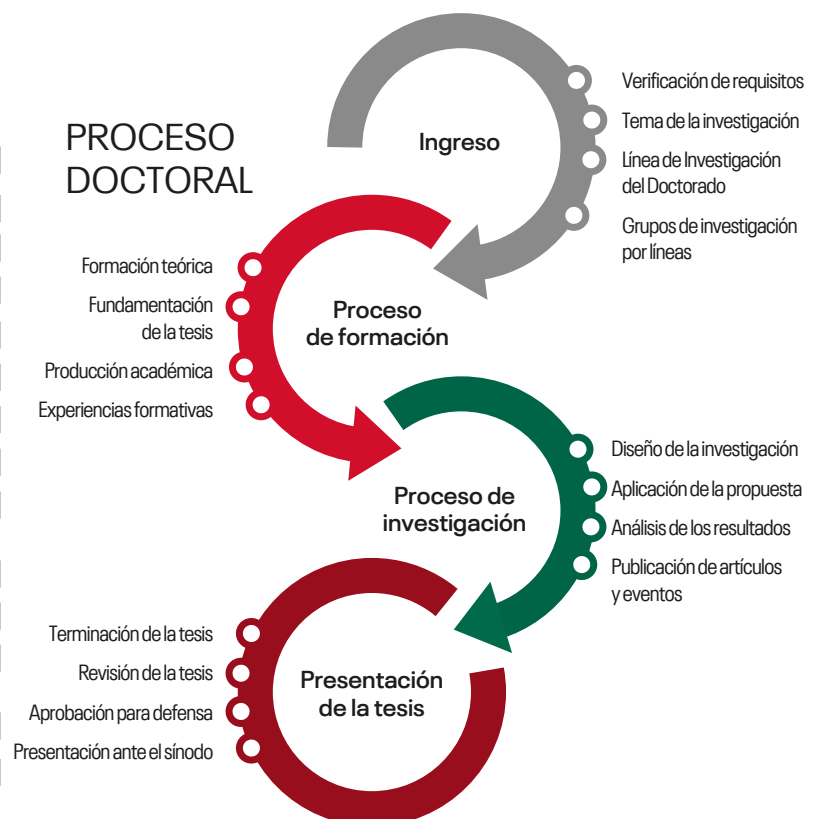 PROCESO
DOCTORAL
Ingreso
Verificación de requisitos
Tema de la investigación
Línea de Investigación
del Doctorado
Grupos de investigación
por líneas
Proceso
de formación
Formación teórica
Fundamentación
de la tesis
Producción académica
Experiencias formativas
Proceso de
investigación
Diseño de la investigación
Aplicación de la propuesta
Análisis de los resultados
Publicación de artículos
y eventos
Presentación
de la tesis
Terminación de la tesis
Revisión de la tesis
Aprobación para defensa
Presentación ante el sínodo